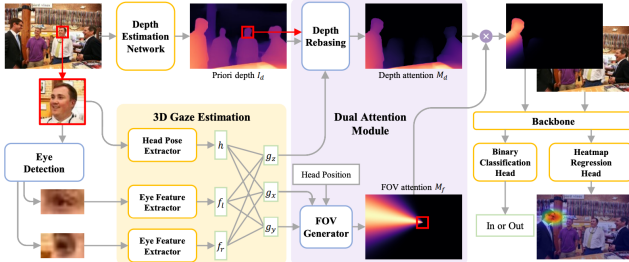 Depth
Estimation
Network
Priori depth I_d
Depth
Rebasing
Depth attention M_d
3D Gaze Estimation
Dual Attention
Module
Head Pose
Extractor
h
g_z
Eye
Detection
Eye Feature
Extractor
f_l
g_x
Head Position
FOV attention M_f
Eye Feature
Extractor
f_r
g_y
FOV
Generator
Backbone
Binary
Classification
Head
Heatmap
Regression
Head
In or Out